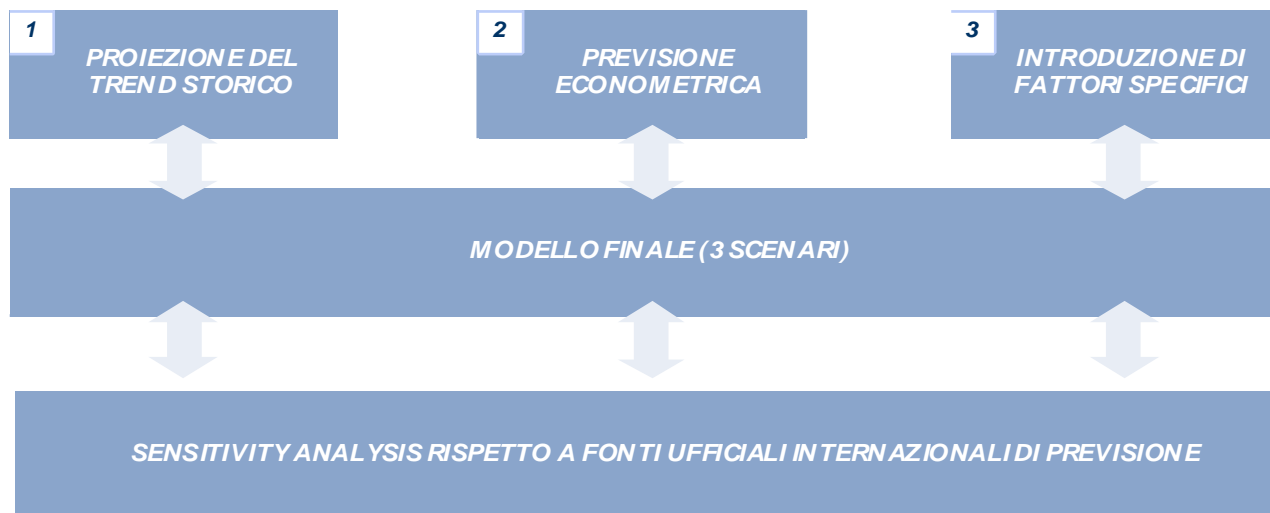 1
PROIEZIONE DEL
TREND STORICO
2
PREVISIONE
ECONOMETRICA
3
INTRODUZIONE DI
FATTORI SPECIFICI
MODELLO FINALE (3 SCENARI)
SENSITIVITY ANALYSIS RISPETTO A FONTI UFFICIALI INTERNAZIONALI DI PREVISIONE